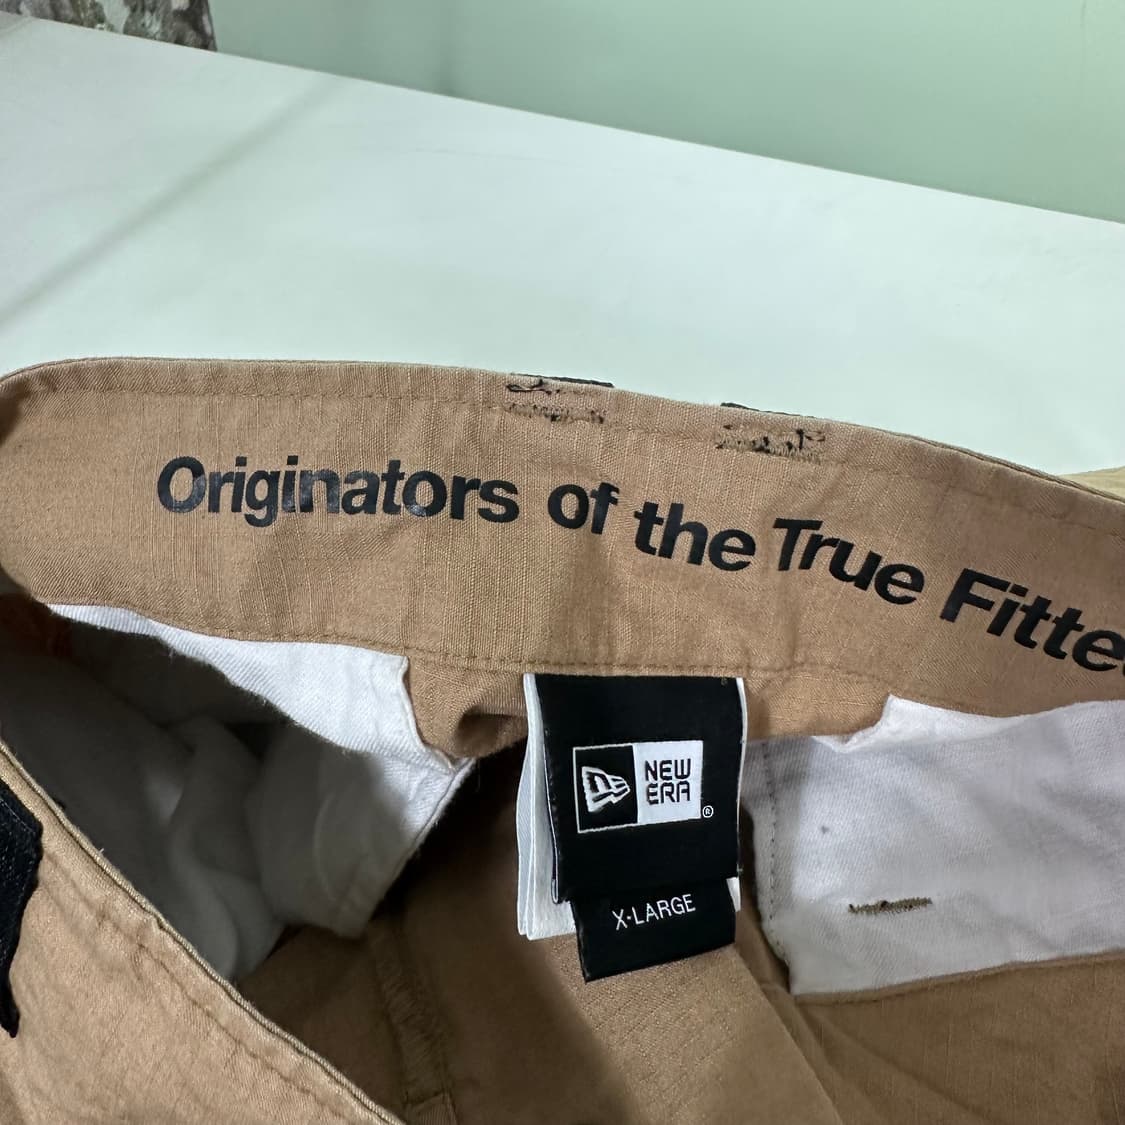 Originators of the True Fitte
NEW
ERA
®
X-LARGE